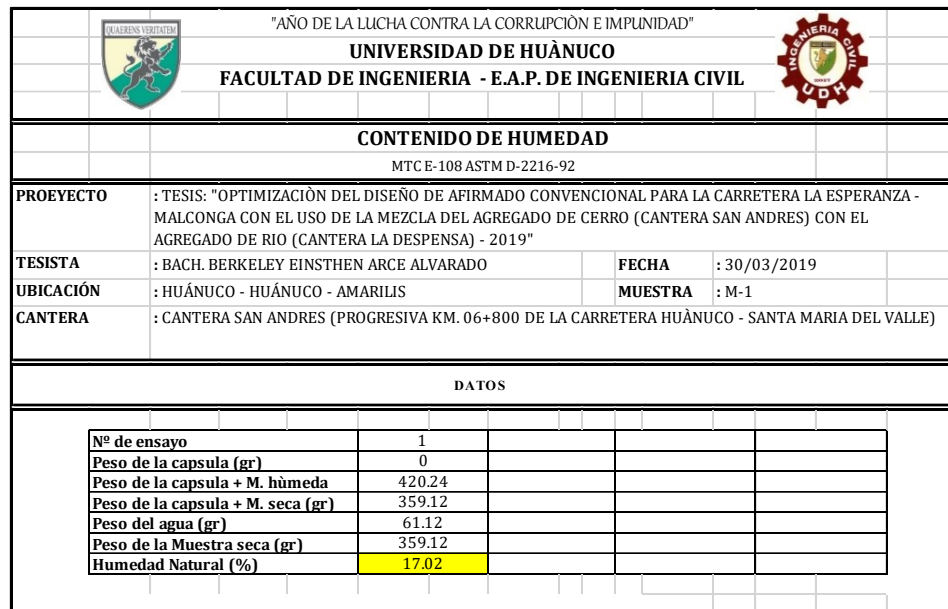 "AÑO DE LA LUCHA CONTRA LA CORRUPCIÒN E IMPUNIDAD"
QUAERENS VERITATEM
UNIVERSIDAD DE HUÀNUCO
INGENIERIA CIVIL
UDH
FACULTAD DE INGENIERIA - E.A.P. DE INGENIERIA CIVIL
CONTENIDO DE HUMEDAD
MTC E-108 ASTM D-2216-92
PROEYECTO : TESIS: "OPTIMIZACIÒN DEL DISEÑO DE AFIRMADO CONVENCIONAL PARA LA CARRETERA LA ESPERANZA -
MALCONGA CON EL USO DE LA MEZCLA DEL AGREGADO DE CERRO (CANTERA SAN ANDRES) CON EL
AGREGADO DE RIO (CANTERA LA DESPENSA) - 2019"
TESISTA : BACH. BERKELEY EINSTHEN ARCE ALVARADO FECHA : 30/03/2019
UBICACIÓN : HUÁNUCO - HUÁNUCO - AMARILIS MUESTRA : M-1
CANTERA : CANTERA SAN ANDRES (PROGRESIVA KM. 06+800 DE LA CARRETERA HUÀNUCO - SANTA MARIA DEL VALLE)
DATOS
Nº de ensayo 1
Peso de la capsula (gr) 0
Peso de la capsula + M. hùmeda 420.24
Peso de la capsula + M. seca (gr) 359.12
Peso del agua (gr) 61.12
Peso de la Muestra seca (gr) 359.12
Humedad Natural (%) 17.02